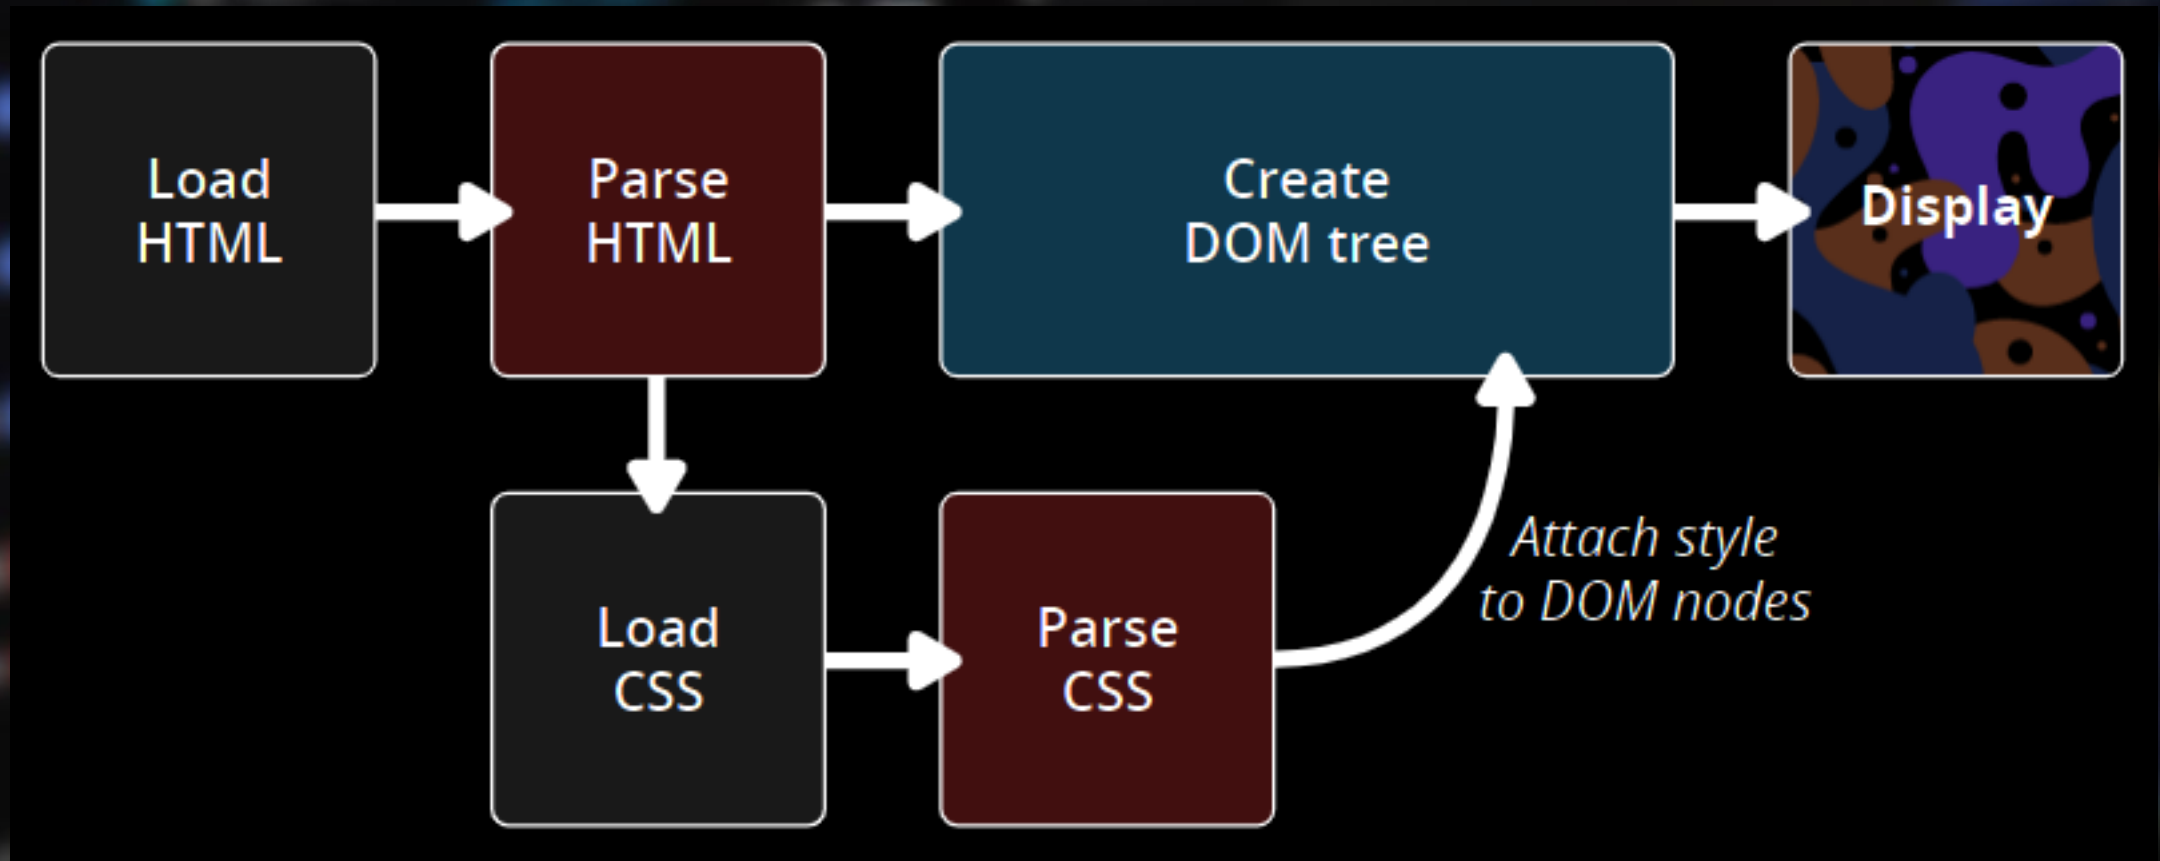 Load
HTML
Parse
HTML
Create
DOM tree
Display
Load
CSS
Parse
CSS
Attach style
to DOM nodes